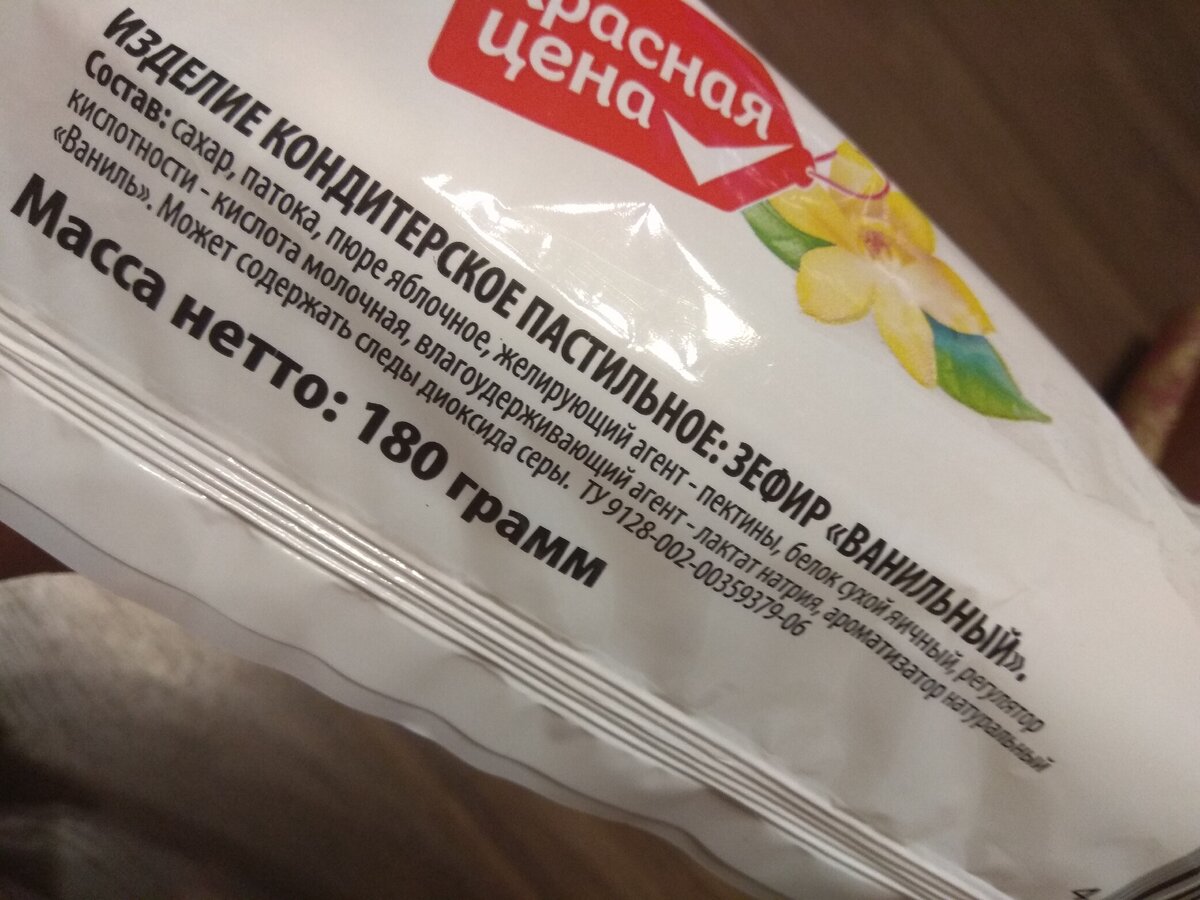 Красная
цена
ИЗДЕЛИЕ КОНДИТЕРСКОЕ ПАСТИЛЬНОЕ: ЗЕФИР «ВАНИЛЬНЫЙ».
Состав: сахар, патока, пюре яблочное, желирующий агент - пектины, белок сухой яичный, регулятор
кислотности - кислота молочная, влагоудерживающий агент - лактат натрия, ароматизатор натуральный
«Ваниль». Может содержать следы диоксида серы. ТУ 9128-002-00359379-06
Масса нетто: 180 грамм